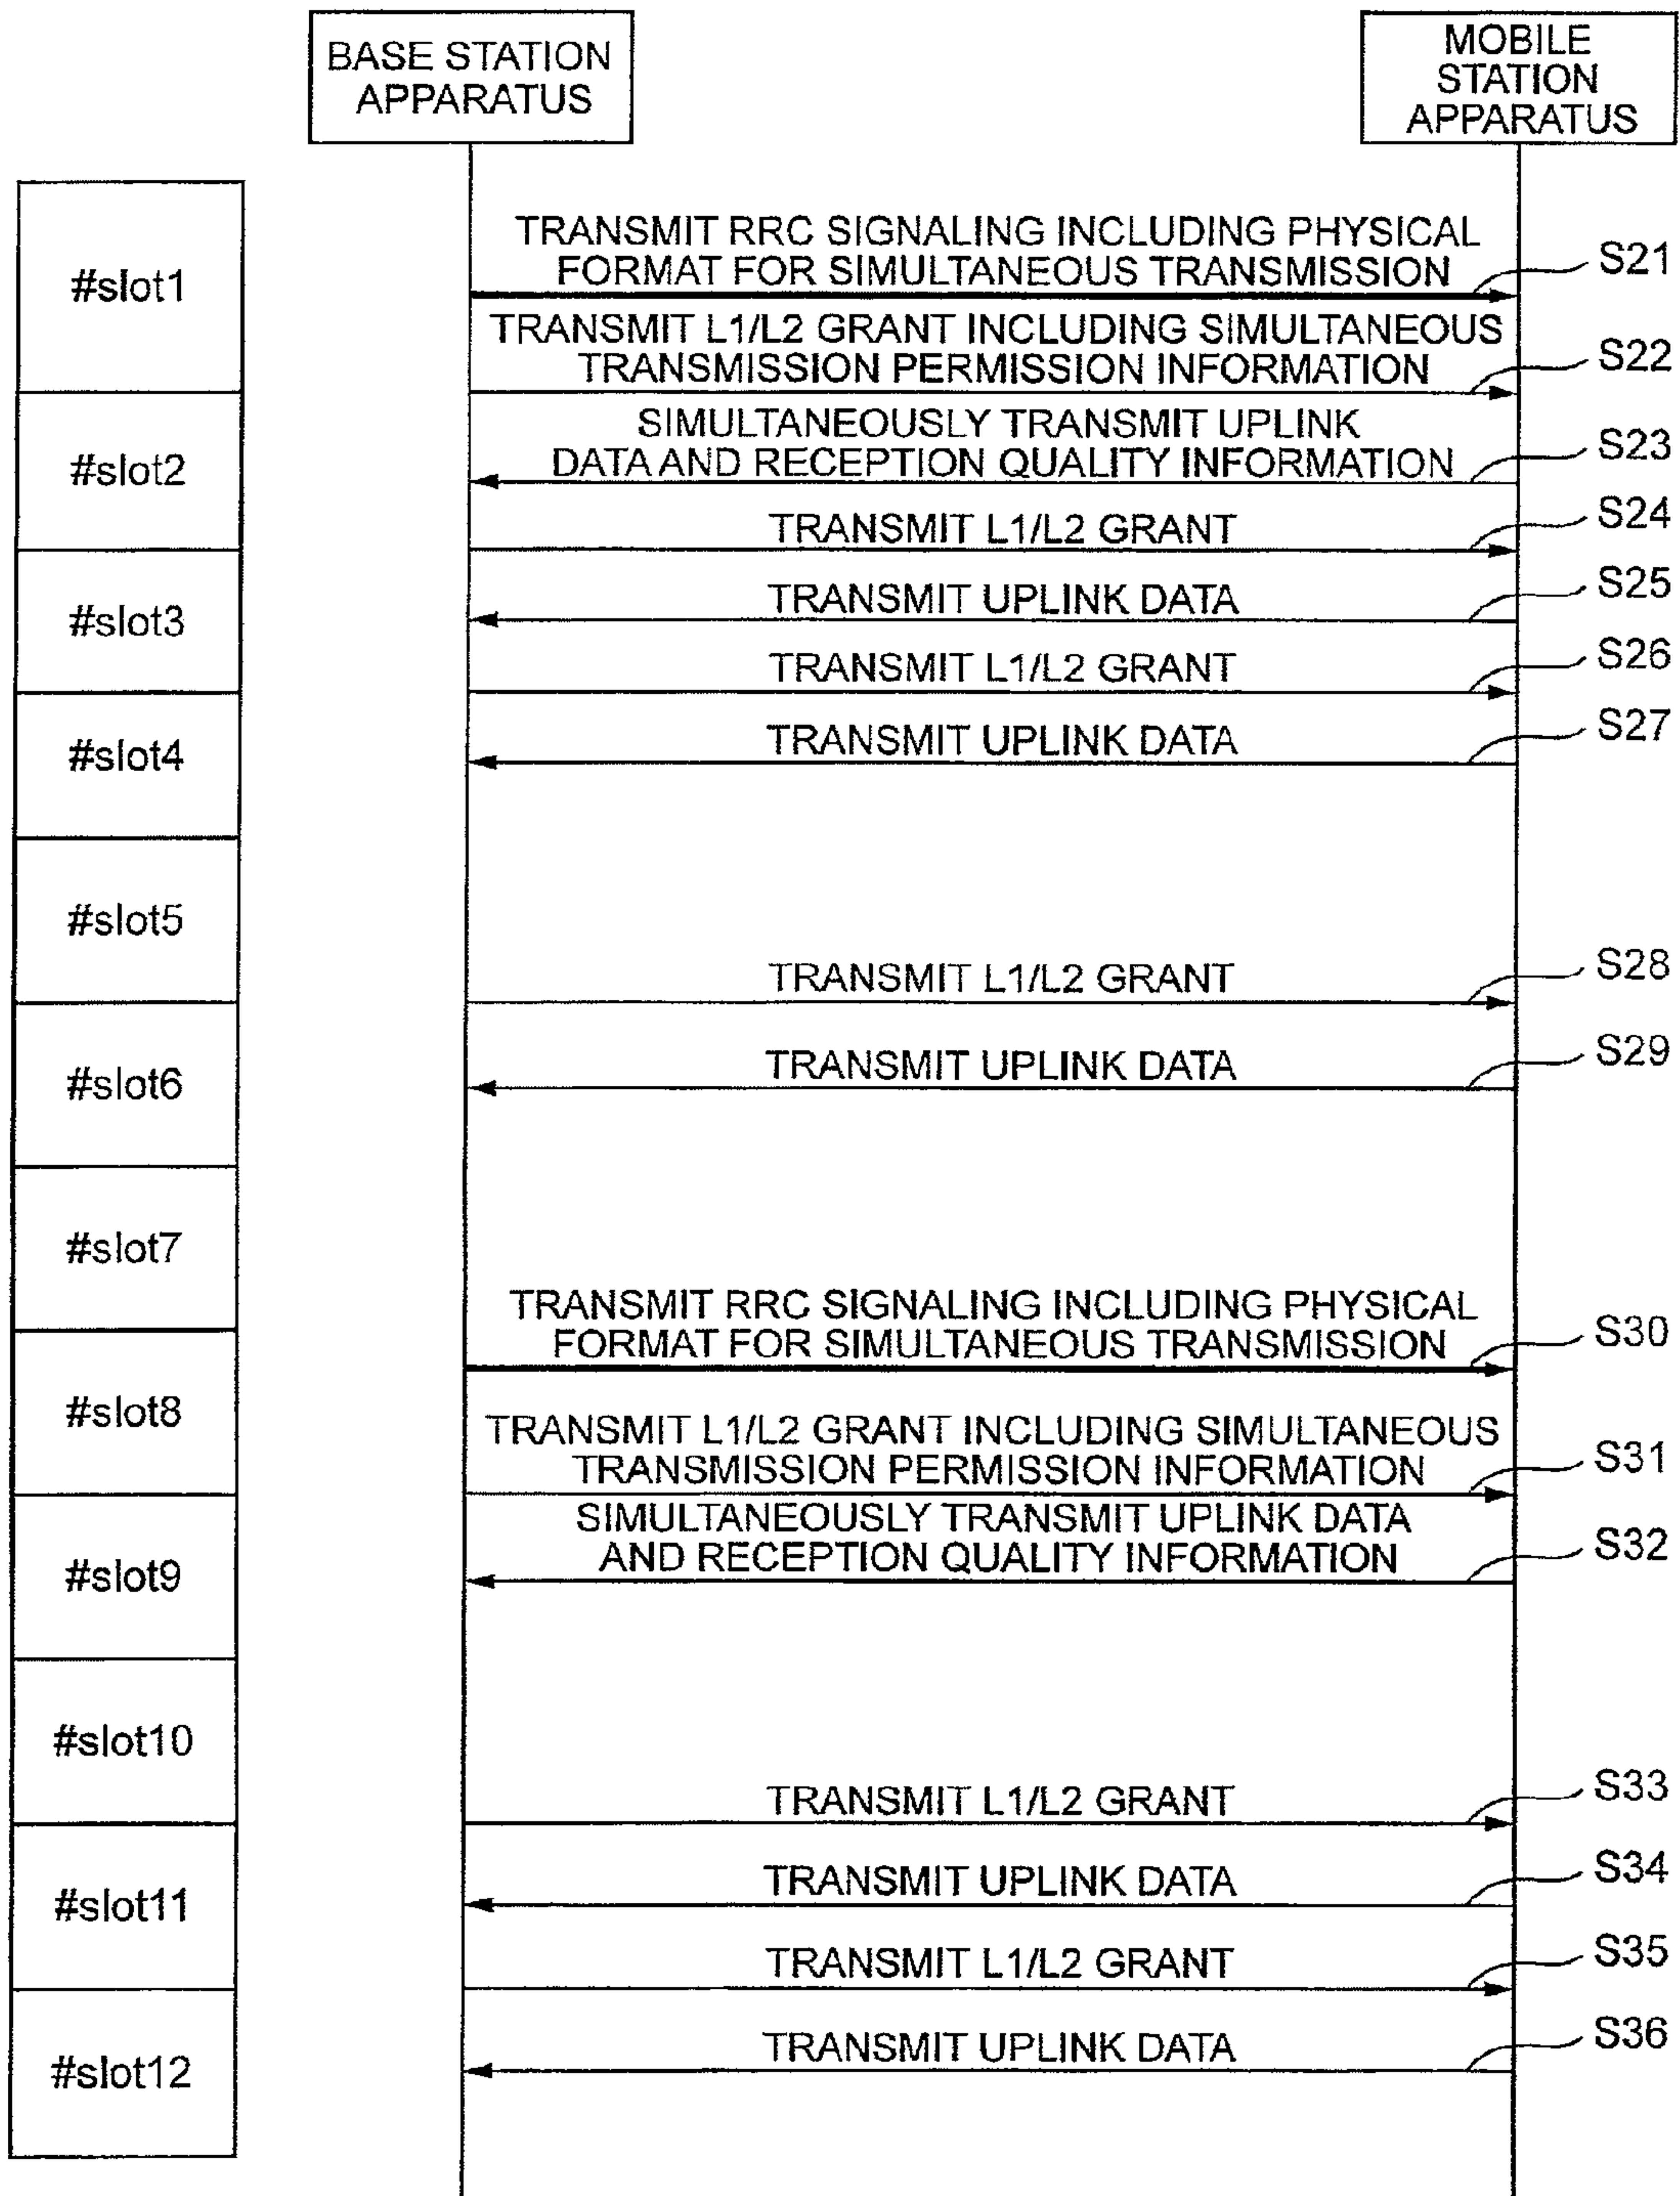 BASE STATION
APPARATUS
MOBILE
STATION
APPARATUS
#slot1
TRANSMIT RRC SIGNALING INCLUDING PHYSICAL
FORMAT FOR SIMULTANEOUS TRANSMISSION
S21
TRANSMIT L1/L2 GRANT INCLUDING SIMULTANEOUS
TRANSMISSION PERMISSION INFORMATION
S22
#slot2
SIMULTANEOUSLY TRANSMIT UPLINK
DATA AND RECEPTION QUALITY INFORMATION
S23
TRANSMIT L1/L2 GRANT
S24
#slot3
TRANSMIT UPLINK DATA
S25
TRANSMIT L1/L2 GRANT
S26
#slot4
TRANSMIT UPLINK DATA
S27
#slot5
TRANSMIT L1/L2 GRANT
S28
#slot6
TRANSMIT UPLINK DATA
S29
#slot7
TRANSMIT RRC SIGNALING INCLUDING PHYSICAL
FORMAT FOR SIMULTANEOUS TRANSMISSION
S30
#slot8
TRANSMIT L1/L2 GRANT INCLUDING SIMULTANEOUS
TRANSMISSION PERMISSION INFORMATION
S31
#slot9
SIMULTANEOUSLY TRANSMIT UPLINK DATA
AND RECEPTION QUALITY INFORMATION
S32
#slot10
TRANSMIT L1/L2 GRANT
S33
#slot11
TRANSMIT UPLINK DATA
S34
TRANSMIT L1/L2 GRANT
S35
#slot12
TRANSMIT UPLINK DATA
S36